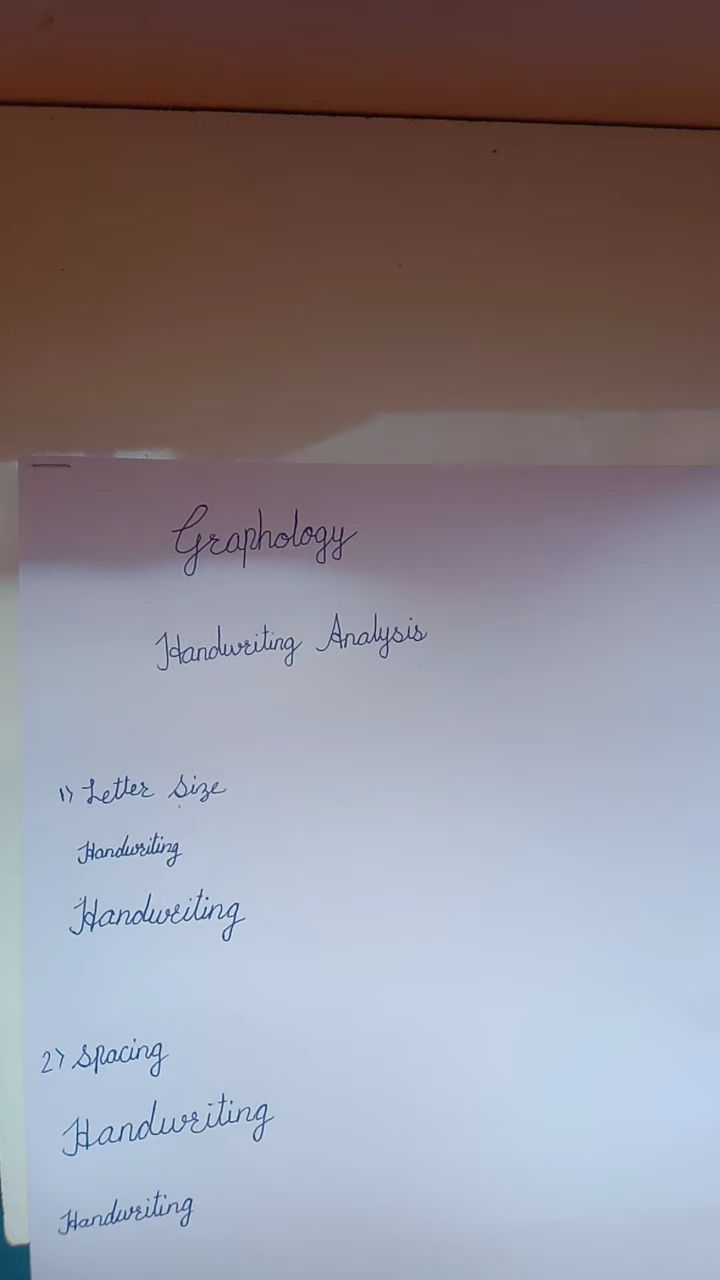 Graphology
Handwriting Analysis
1) Letter Size
Handwriting
Handwriting
2) Spacing
Handwriting
Handwriting